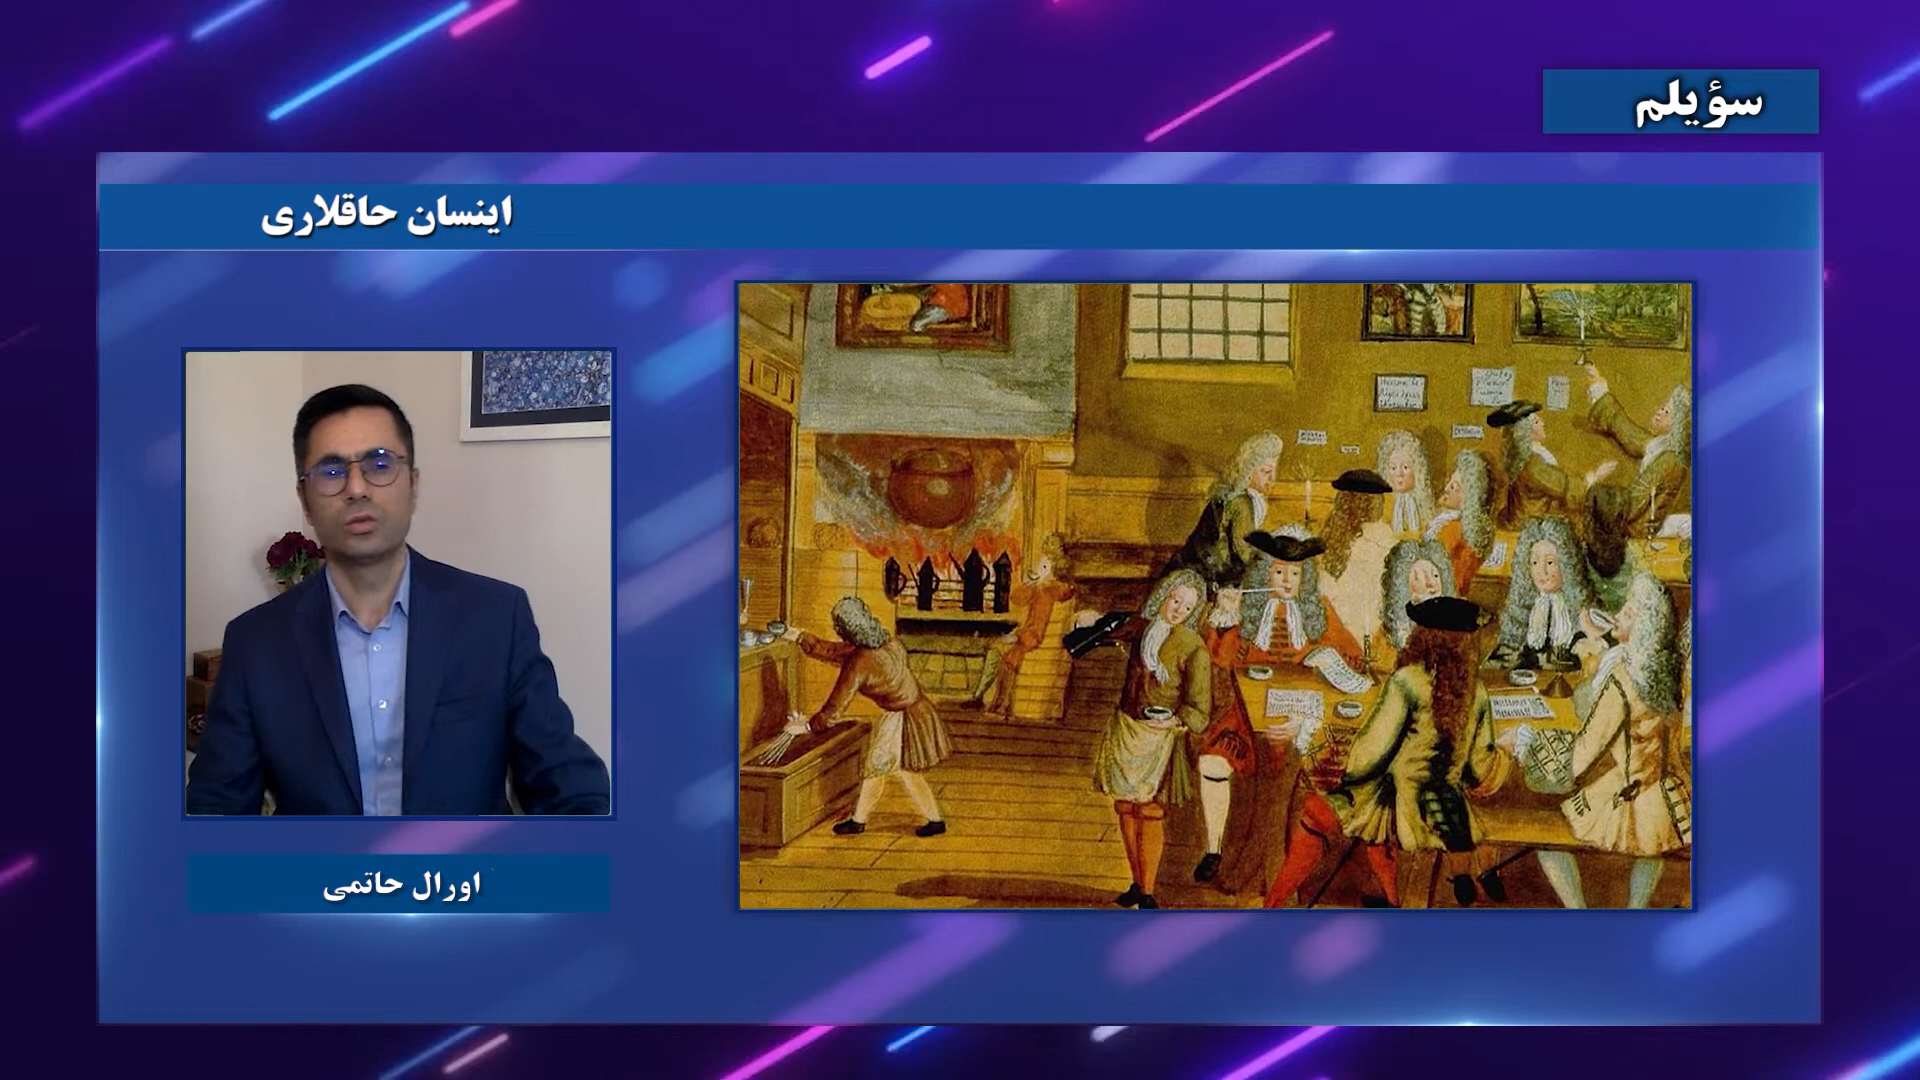 سؤیلم
اینسان حاقلاری
اورال حاتمی